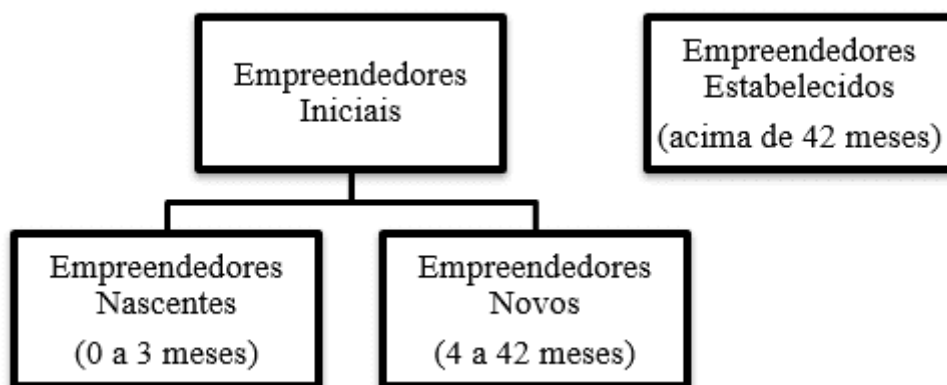 Empreendedores
Iniciais
Empreendedores
Estabelecidos
(acima de 42 meses)
Empreendedores
Nascentes
(0 a 3 meses)
Empreendedores
Novos
(4 a 42 meses)